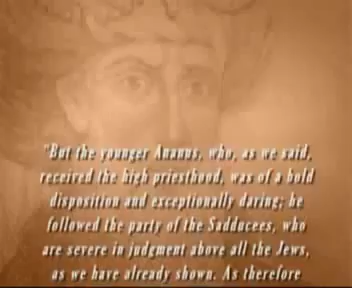 "But the younger Ananus, who, as we said,
received the high priesthood, was of a bold
disposition and exceptionally daring; he
followed the party of the Sadducees, who
are severe in judgment above all the Jews,
as we have already shown. As therefore